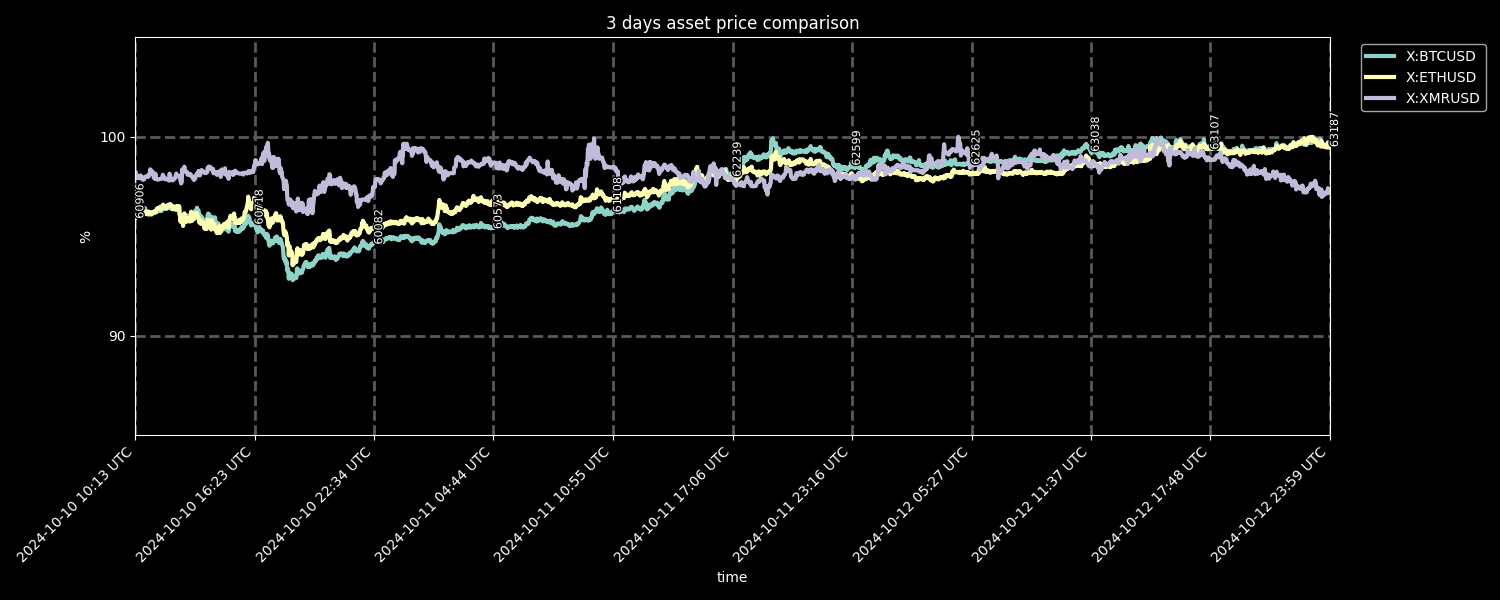 3 days asset price comparison
X:BTCUSD
X:ETHUSD
X:XMRUSD
100
90
%
60906
60718
60082
60573
61108
62239
62599
62625
63038
63107
63187
2024-10-10 10:13 UTC
2024-10-10 16:23 UTC
2024-10-10 22:34 UTC
2024-10-11 04:44 UTC
2024-10-11 10:55 UTC
2024-10-11 17:06 UTC
2024-10-11 23:16 UTC
2024-10-12 05:27 UTC
2024-10-12 11:37 UTC
2024-10-12 17:48 UTC
2024-10-12 23:59 UTC
time